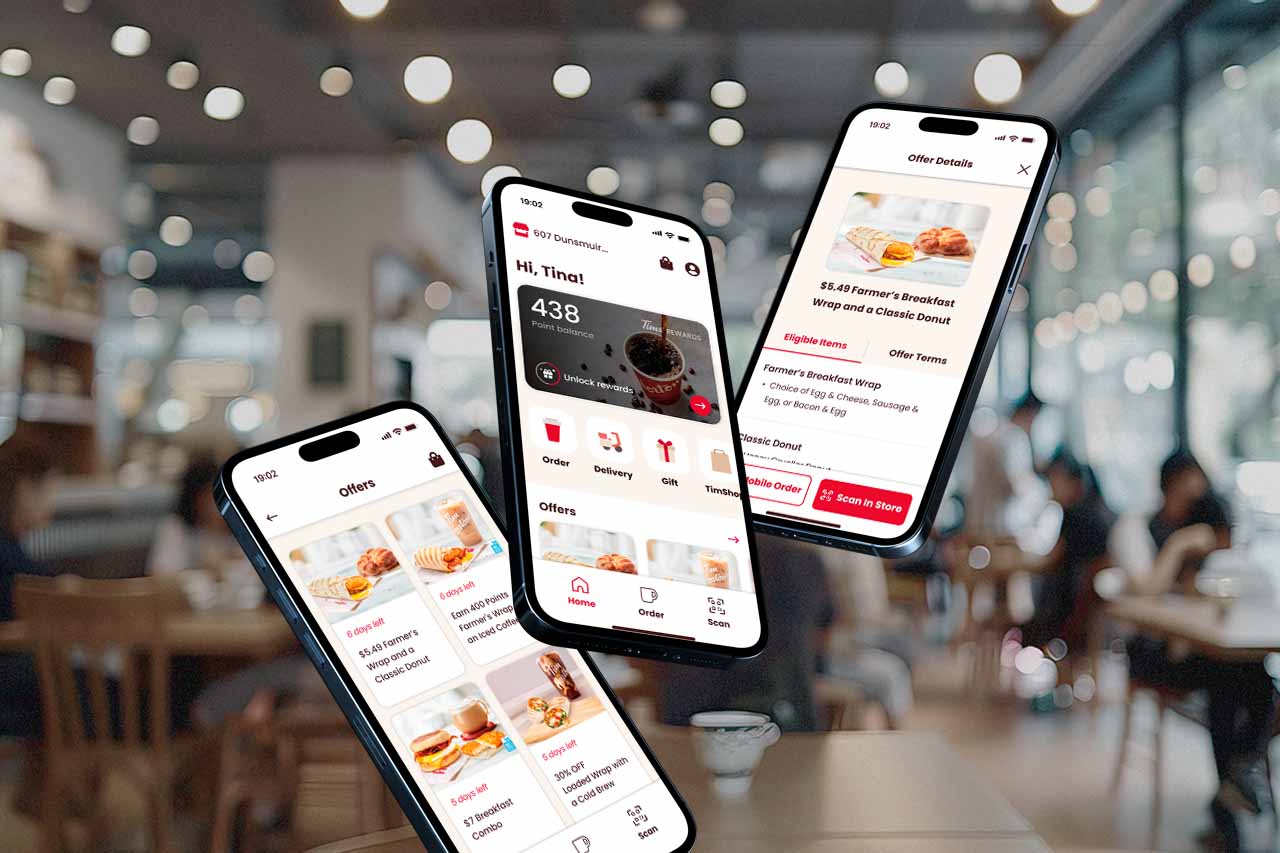 19:02
Offers
6 days left
$5.49 Farmer's
Wrap and a
Classic Donut
6 days left
Earn 400 Points
Farmer's Wrap
an Iced Coffee
5 days left
$7 Breakfast
Combo
5 days left
30% OFF
Loaded Wrap with
a Cold Brew
Scan
19:02
607 Dunsmuir...
Hi, Tina!
438
Point balance
Tims REWARDS
Unlock rewards
Order
Delivery
Gift
TimSho
Offers
Home
Order
Scan
19:02
Offer Details
$5.49 Farmer's Breakfast
Wrap and a Classic Donut
Eligible Items
Offer Terms
Farmer's Breakfast Wrap
• Choice of Egg & Cheese, Sausage &
Egg, or Bacon & Egg
Classic Donut
Mobile Order
Scan In Store